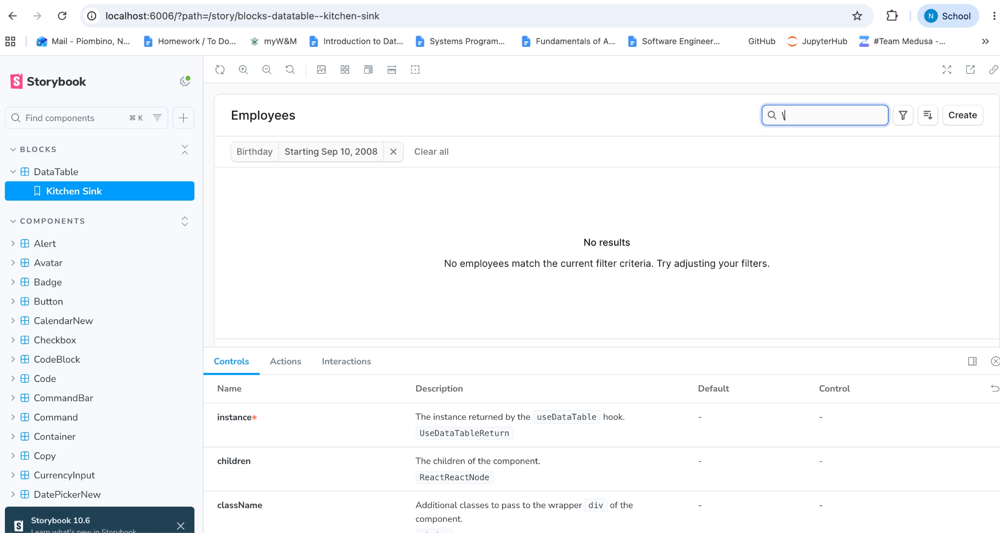 localhost:6006/?path=/story/blocks-datatable--kitchen-sink
N School
Mail - Piombino, N... Homework / To Do... myW&M Introduction to Dat... Systems Program... Fundamentals of A... Software Engineer... GitHub JupyterHub #Team Medusa -...
Storybook
Find components ⌘ K
BLOCKS
DataTable
Kitchen Sink
COMPONENTS
Alert
Avatar
Badge
Button
CalendarNew
Checkbox
CodeBlock
Code
CommandBar
Command
Container
Copy
CurrencyInput
DatePickerNew
Storybook 10.6
Learn what's new in Storybook
Employees
\
Create
Birthday Starting Sep 10, 2008 Clear all
No results
No employees match the current filter criteria. Try adjusting your filters.
Controls Actions Interactions
Name Description Default Control
instance* The instance returned by the useDataTable hook. - -
UseDataTableReturn
children The children of the component. - -
ReactReactNode
className Additional classes to pass to the wrapper div of the - -
component.